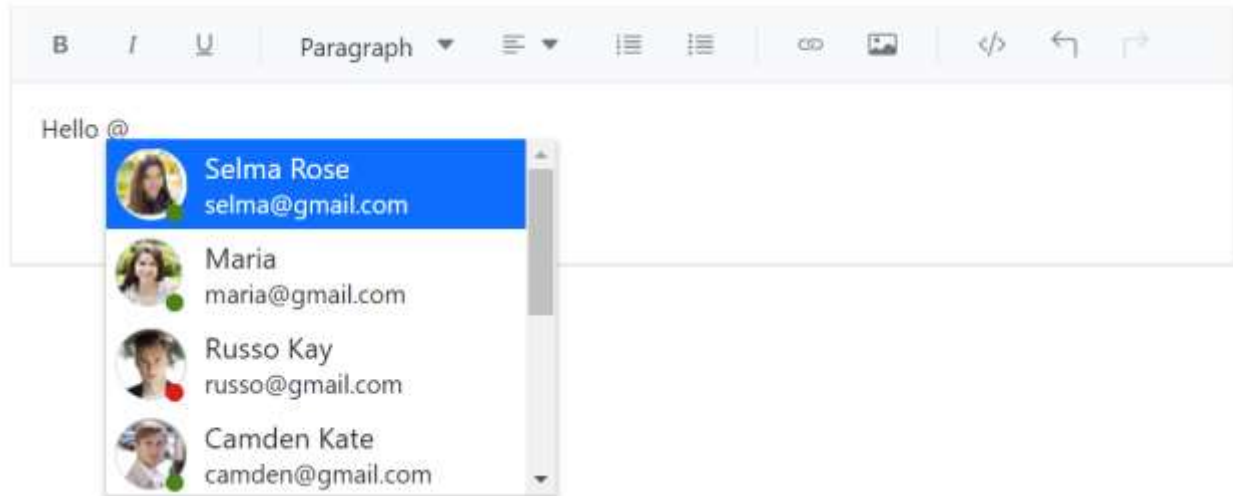 B I U Paragraph </>
Hello @
Selma Rose
selma@gmail.com
Maria
maria@gmail.com
Russo Kay
russo@gmail.com
Camden Kate
camden@gmail.com